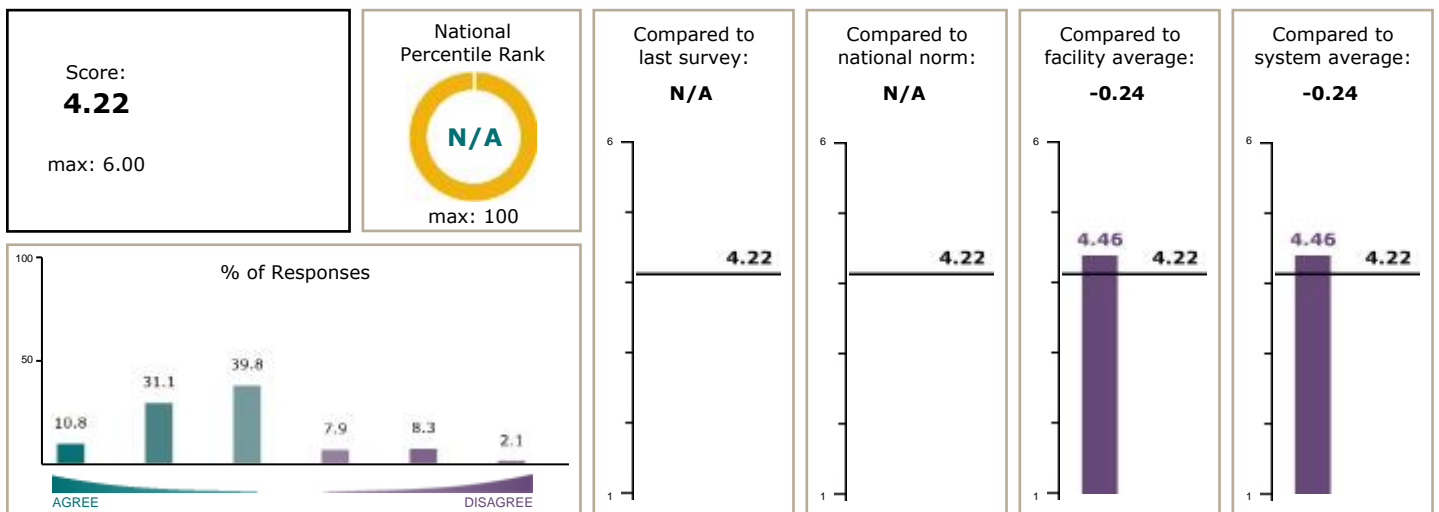 Score:
4.22
max: 6.00
National
Percentile Rank
N/A
max: 100
% of Responses
100
50
10.8
31.1
39.8
7.9
8.3
2.1
AGREE
DISAGREE
Compared to
last survey:
N/A
6
4.22
1
Compared to
national norm:
N/A
6
4.22
1
Compared to
facility average:
-0.24
6
4.46
4.22
1
Compared to
system average:
-0.24
6
4.46
4.22
1